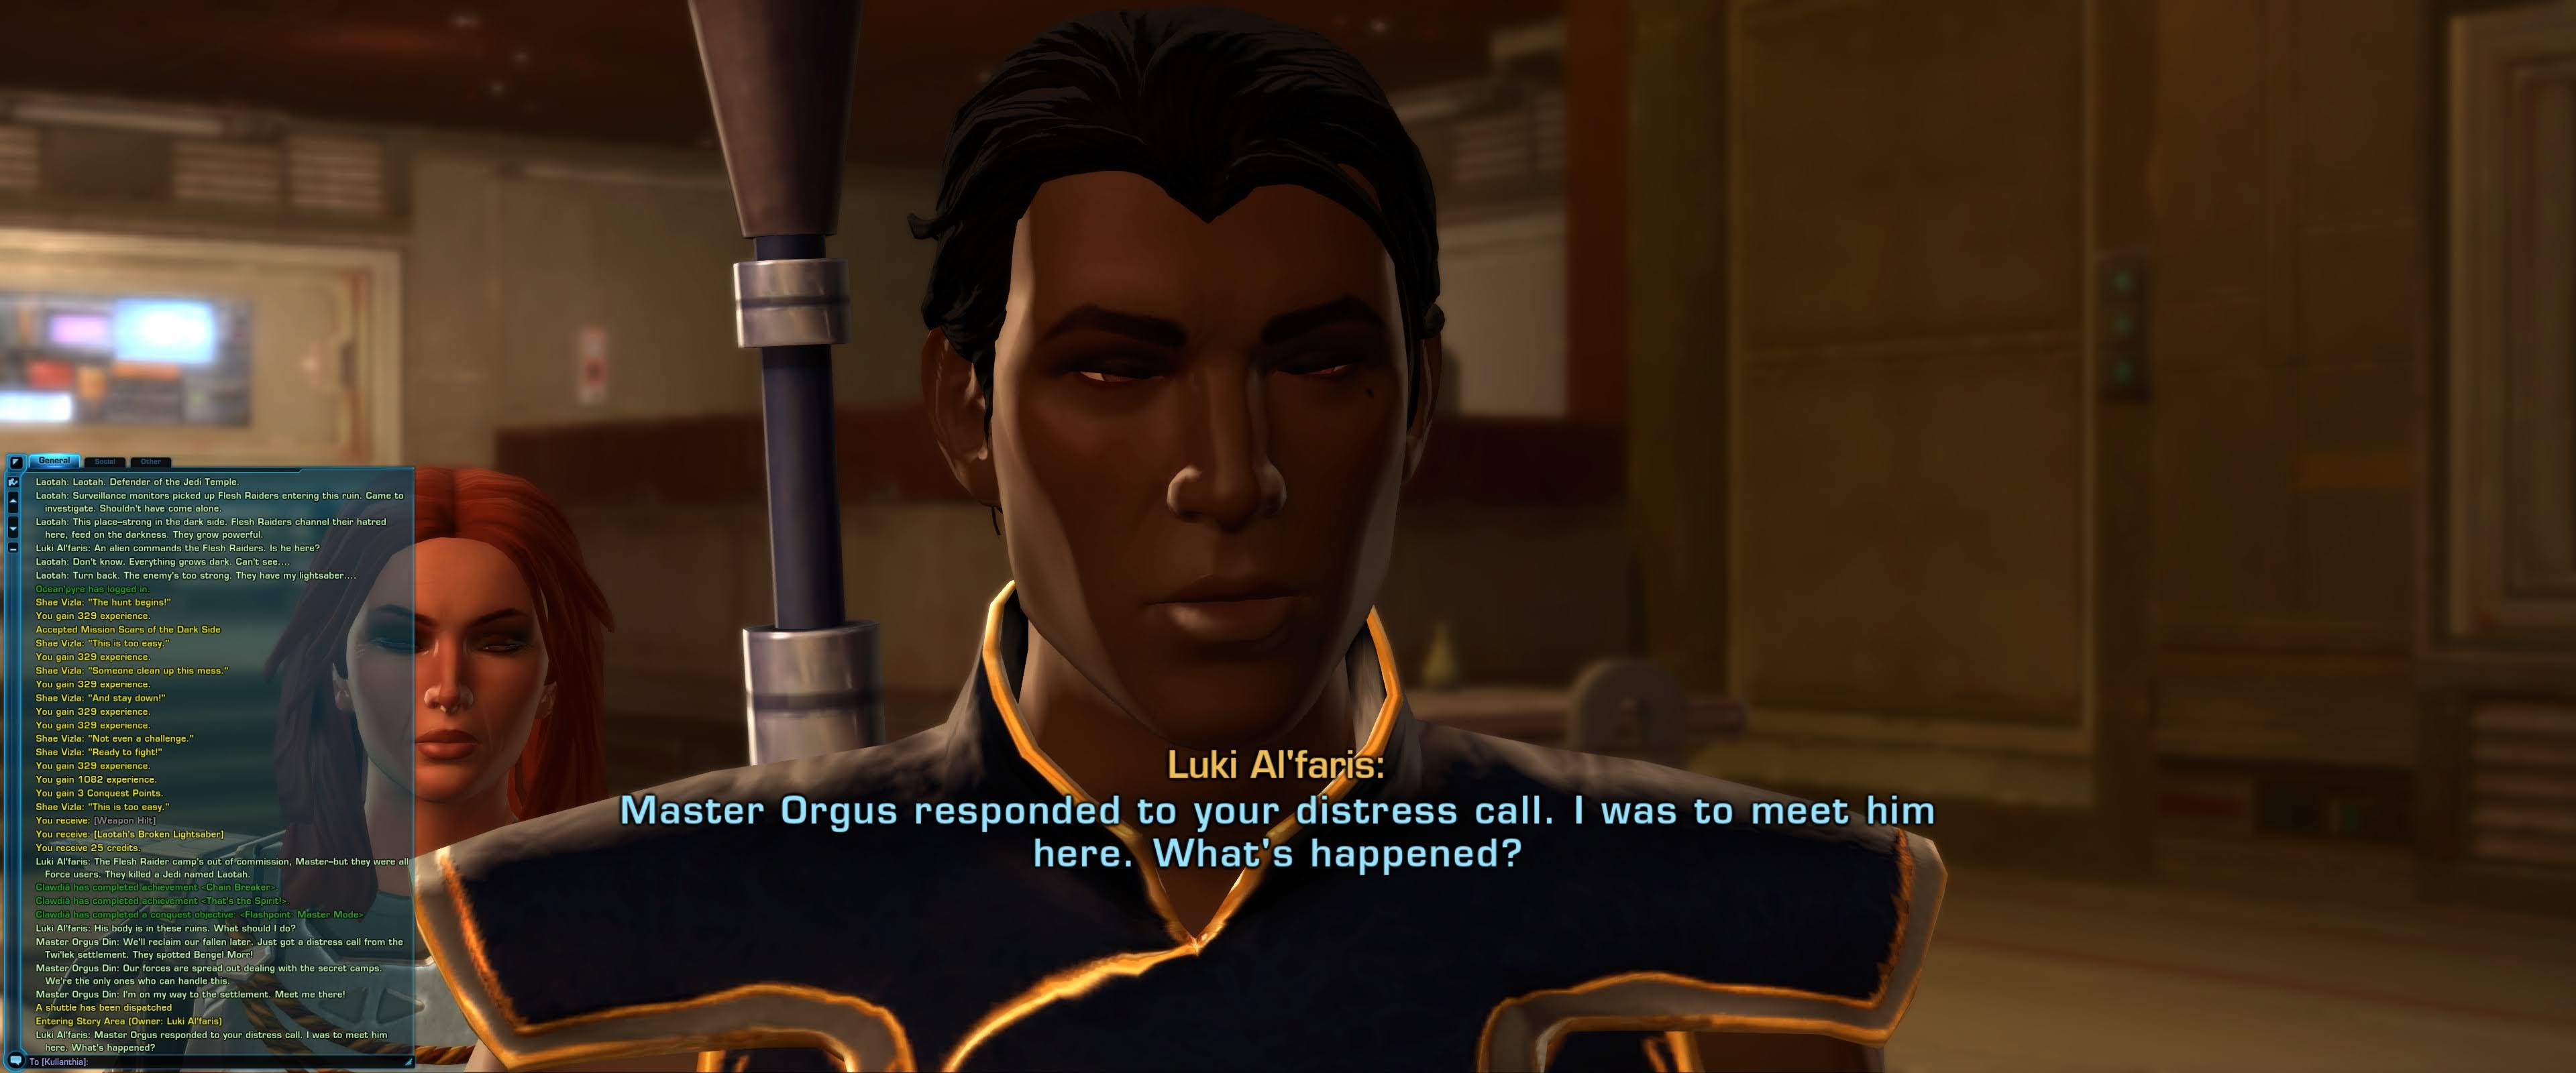 General Social Other
Laotah: Laotah. Defender of the Jedi Temple.
Laotah: Surveillance monitors picked up Flesh Raiders entering this ruin. Came to
investigate. Shouldn't have come alone.
Laotah: This place—strong in the dark side. Flesh Raiders channel their hatred
here, feed on the darkness. They grow powerful.
Luki Al'faris: An alien commands the Flesh Raiders. Is he here?
Laotah: Don't know. Everything grows dark. Can't see....
Laotah: Turn back. The enemy's too strong. They have my lightsaber....
Ocean'pyre has logged in.
Shae Vizla: "The hunt begins!"
You gain 329 experience.
Accepted Mission Scars of the Dark Side
Shae Vizla: "This is too easy."
You gain 329 experience.
Shae Vizla: "Someone clean up this mess."
You gain 329 experience.
Shae Vizla: "And stay down!"
You gain 329 experience.
You gain 329 experience.
Shae Vizla: "Not even a challenge."
Shae Vizla: "Ready to fight!"
You gain 329 experience.
You gain 1082 experience.
You gain 3 Conquest Points.
Shae Vizla: "This is too easy."
You receive: [Weapon Hilt]
You receive: [Laotah's Broken Lightsaber]
You receive 25 credits.
Luki Al'faris: The Flesh Raider camp's out of commission, Master—but they were all
Force users. They killed a Jedi named Laotah.
Clawdiä has completed achievement <Chain Breaker>.
Clawdiä has completed achievement <That's the Spirit!>.
Clawdiä has completed a conquest objective: <Flashpoint: Master Mode>
Luki Al'faris: His body is in these ruins. What should I do?
Master Orgus Din: We'll reclaim our fallen later. Just got a distress call from the
Twi'lek settlement. They spotted Bengel Morr!
Master Orgus Din: Our forces are spread out dealing with the secret camps.
We're the only ones who can handle this.
Master Orgus Din: I'm on my way to the settlement. Meet me there!
A shuttle has been dispatched
Entering Story Area [Owner: Luki Al'faris]
Luki Al'faris: Master Orgus responded to your distress call. I was to meet him
here. What's happened?
To [Kullanthia]:
Luki Al'faris:
Master Orgus responded to your distress call. I was to meet him
here. What's happened?